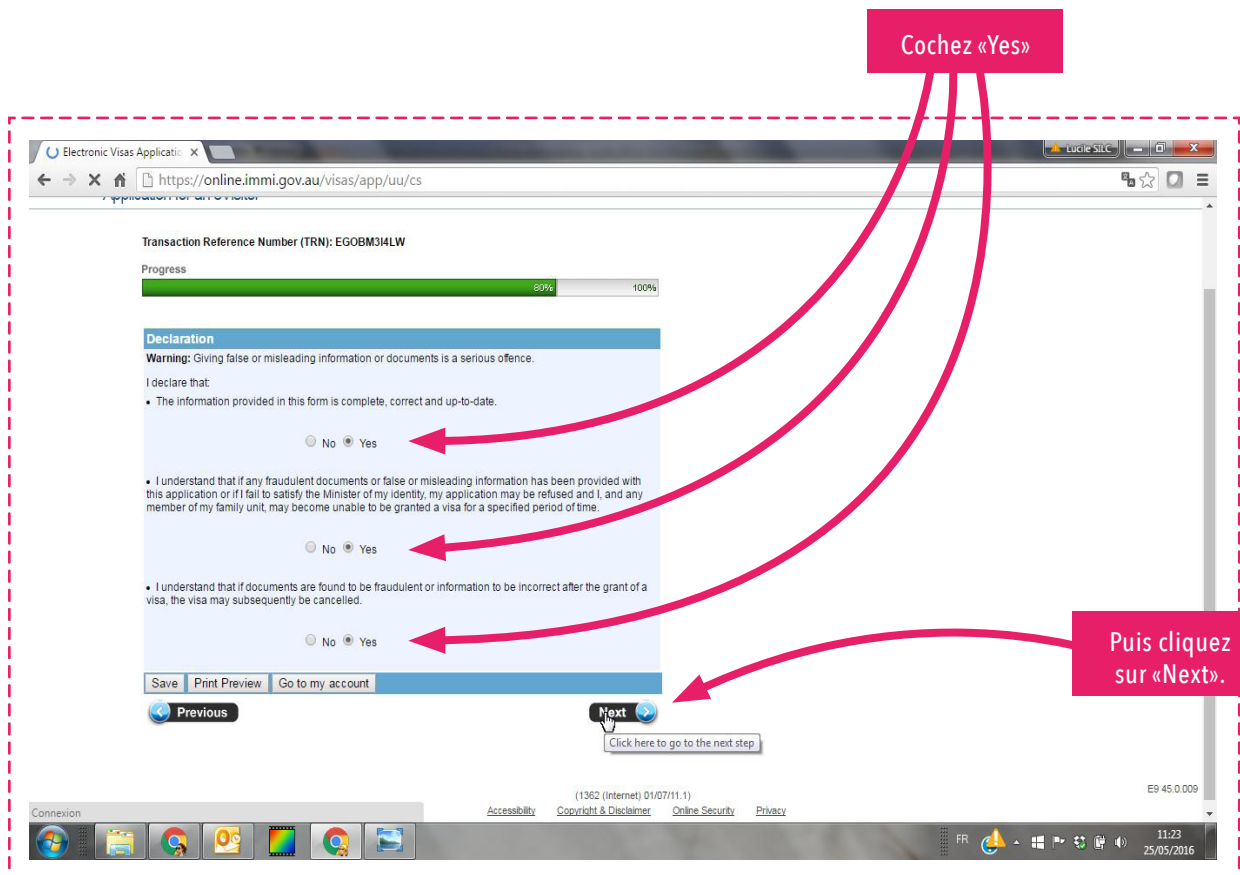 Cochez «Yes»
Electronic Visas Applicatic
Lucile SILC
https://online.immi.gov.au/visas/app/uu/cs
Application for an eVisitor
Transaction Reference Number (TRN): EGOBM3I4LW
Progress
80% 100%
Declaration
Warning: Giving false or misleading information or documents is a serious offence.
I declare that:
• The information provided in this form is complete, correct and up-to-date.
No Yes
• I understand that if any fraudulent documents or false or misleading information has been provided with
this application or if I fail to satisfy the Minister of my identity, my application may be refused and I, and any
member of my family unit, may become unable to be granted a visa for a specified period of time.
No Yes
• I understand that if documents are found to be fraudulent or information to be incorrect after the grant of a
visa, the visa may subsequently be cancelled.
No Yes
Puis cliquez
sur «Next».
Save Print Preview Go to my account
Previous Next
Click here to go to the next step
(1362 (Internet) 01/07/11.1)
E9 45.0.009
Connexion
Accessibility Copyright & Disclaimer Online Security Privacy
FR
11:23
25/05/2016